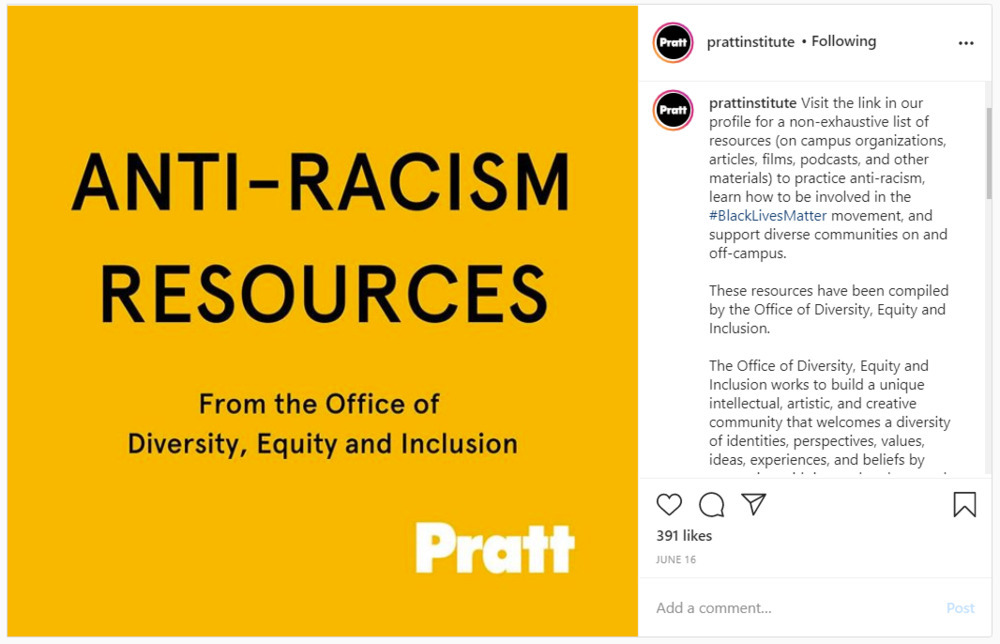 ANTI-RACISM
RESOURCES
From the Office of
Diversity, Equity and Inclusion
Pratt
Pratt
prattinstitute • Following
Pratt
prattinstitute Visit the link in our
profile for a non-exhaustive list of
resources (on campus organizations,
articles, films, podcasts, and other
materials) to practice anti-racism,
learn how to be involved in the
#BlackLivesMatter movement, and
support diverse communities on and
off-campus.
These resources have been compiled
by the Office of Diversity, Equity and
Inclusion.
The Office of Diversity, Equity and
Inclusion works to build a unique
intellectual, artistic, and creative
community that welcomes a diversity
of identities, perspectives, values,
ideas, experiences, and beliefs by
391 likes
JUNE 16
Add a comment...
Post